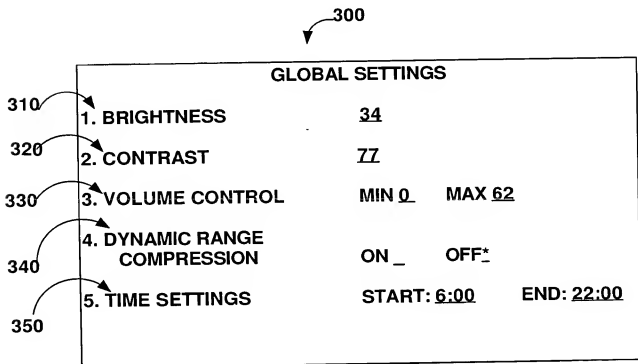 300
GLOBAL SETTINGS
310
1. BRIGHTNESS 34
320
2. CONTRAST 77
330
3. VOLUME CONTROL MIN 0 MAX 62
340
4. DYNAMIC RANGE
COMPRESSION ON _ OFF*
350
5. TIME SETTINGS START: 6:00 END: 22:00